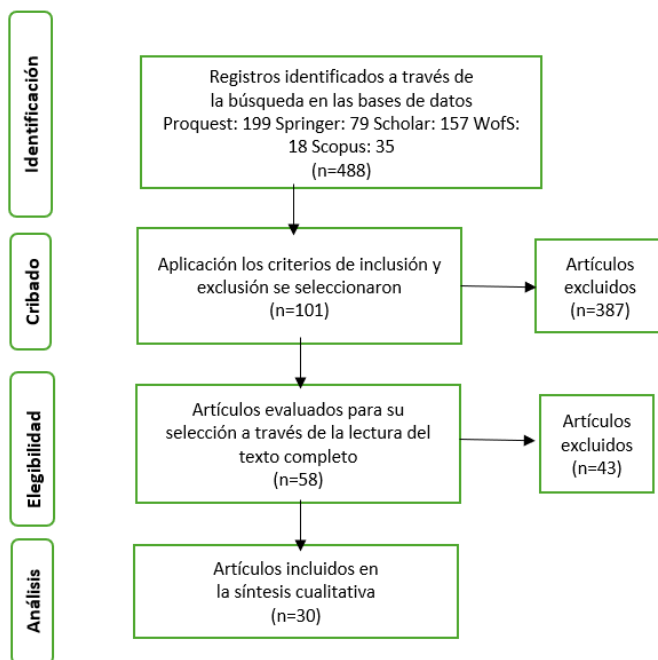 Identificación
Registros identificados a través de
la búsqueda en las bases de datos
Proquest: 199 Springer: 79 Scholar: 157 WofS:
18 Scopus: 35
(n=488)
Cribado
Aplicación los criterios de inclusión y
exclusión se seleccionaron
(n=101)
Artículos
excluidos
(n=387)
Elegibilidad
Artículos evaluados para su
selección a través de la lectura del
texto completo
(n=58)
Artículos
excluidos
(n=43)
Análisis
Artículos incluidos en
la síntesis cualitativa
(n=30)